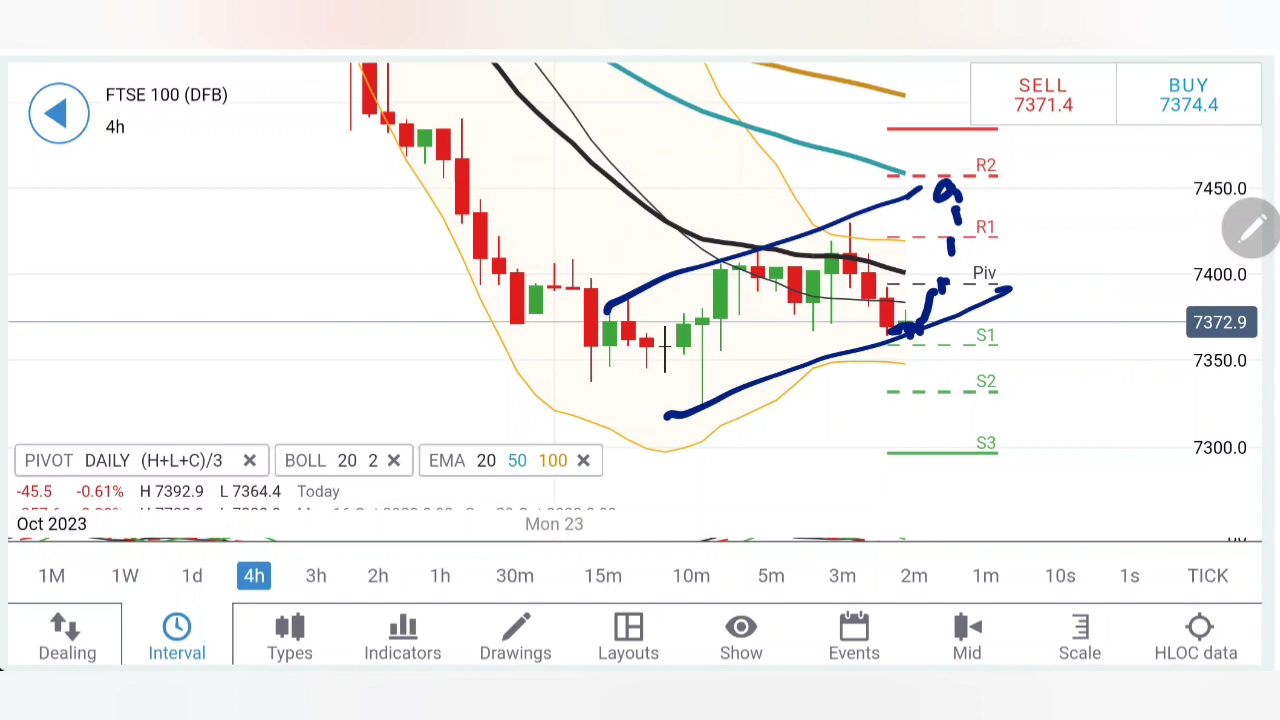 FTSE 100 (DFB)
4h
SELL
7371.4
BUY
7374.4
R2
7450.0
R1
Piv
7400.0
7372.9
S1
7350.0
S2
S3
7300.0
PIVOT DAILY (H+L+C)/3
BOLL 20 2
EMA 20 50 100
-45.5 -0.61% H 7392.9 L 7364.4 Today
Oct 2023
Mon 23
1M 1W 1d 4h 3h 2h 1h 30m 15m 10m 5m 3m 2m 1m 10s 1s TICK
Dealing Interval Types Indicators Drawings Layouts Show Events Mid Scale HLOC data